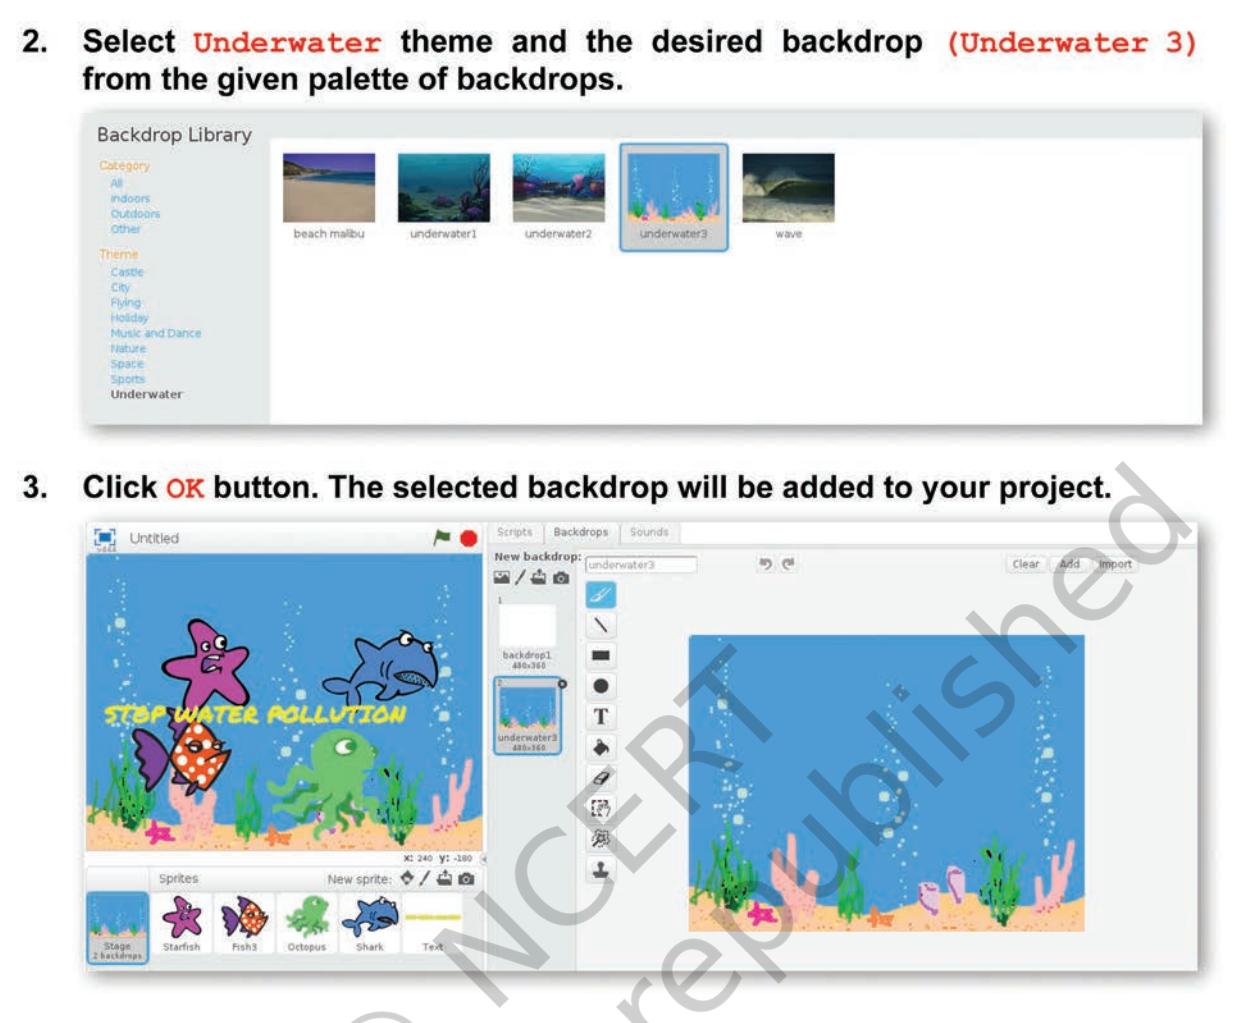 2. Select Underwater theme and the desired backdrop (Underwater 3)
from the given palette of backdrops.
Backdrop Library
Category
All
Indoors
Outdoors
Other
Theme
Castle
City
Flying
Holiday
Music and Dance
Nature
Space
Sports
Underwater
beach malibu
underwater1
underwater2
underwater3
wave
3. Click OK button. The selected backdrop will be added to your project.
Untitled
Scripts
Backdrops
Sounds
New backdrop:
underwater3
Clear
Add
Import
1
backdrop1
480x360
2
underwater3
480x360
T
STOP WATER POLLUTION
x: 240 y: -180
Sprites
New sprite:
Stage
2 backdrops
Starfish
Fish3
Octopus
Shark
Text
© NCERT
republished